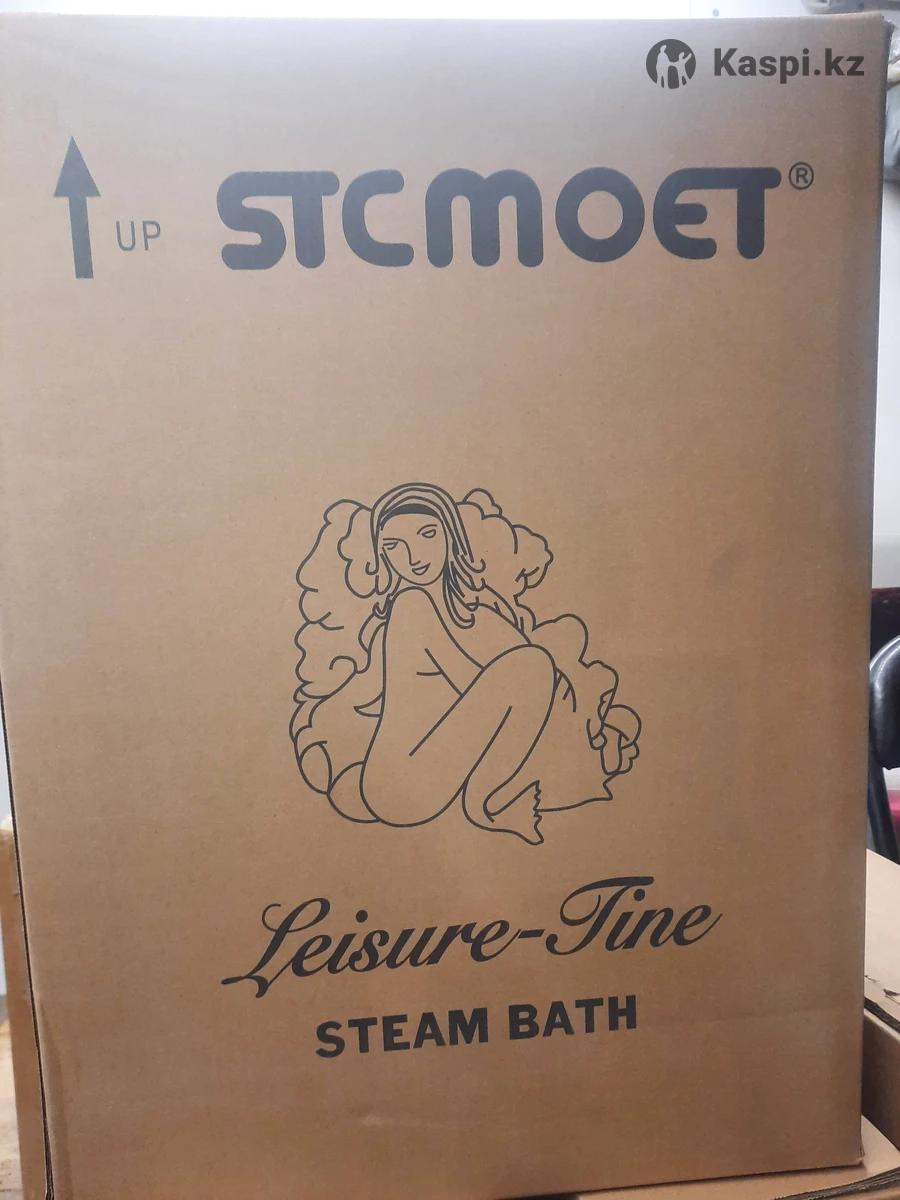 Kaspi.kz
UP
STCMOET®
Leisure-Tine
STEAM BATH